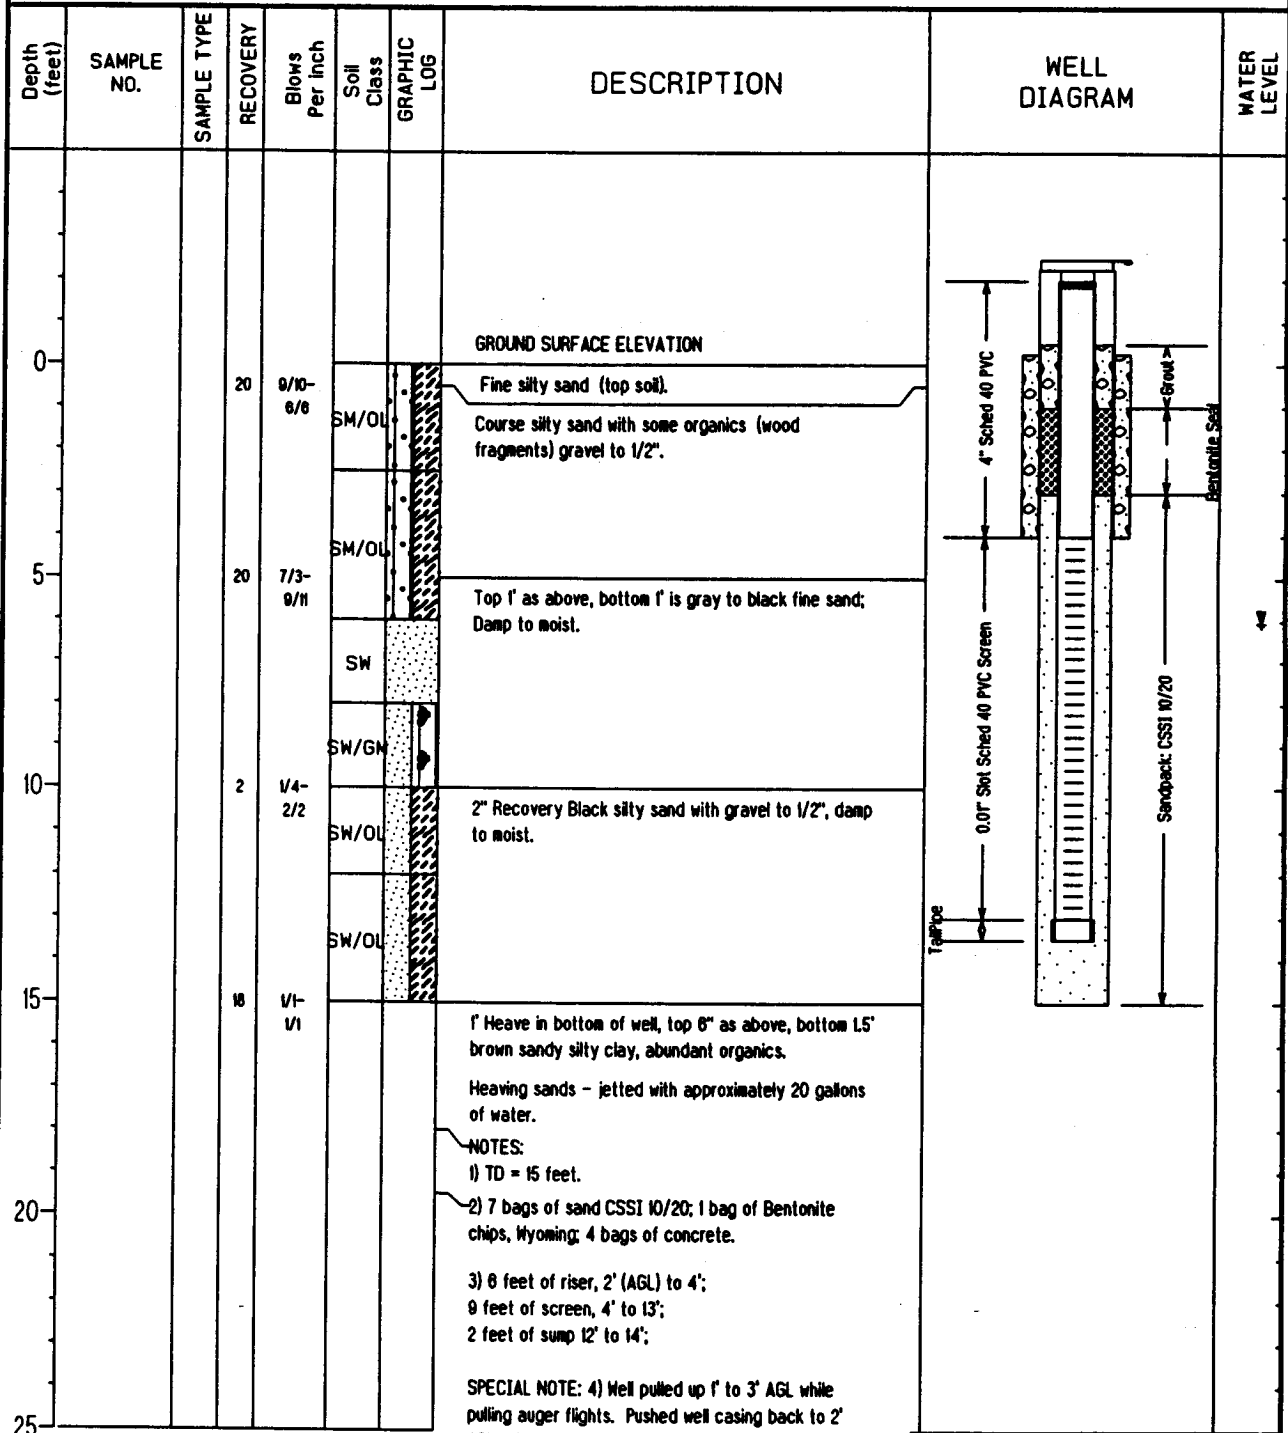 Depth (feet)
SAMPLE NO.
SAMPLE TYPE
RECOVERY
Blows Per inch
Soil Class
GRAPHIC LOG
DESCRIPTION
WELL DIAGRAM
WATER LEVEL
GROUND SURFACE ELEVATION
0
20
9/10-
6/6
SM/OL
Fine silty sand (top soil).
Course silty sand with some organics (wood
fragments) gravel to 1/2".
SM/OL
5
20
7/3-
9/11
Top 1' as above, bottom 1' is gray to black fine sand;
Damp to moist.
SW
SW/GM
10
2
1/4-
2/2
SW/OL
2" Recovery Black silty sand with gravel to 1/2", damp
to moist.
SW/OL
15
18
1/1-
1/1
1' Heave in bottom of well, top 6" as above, bottom 1.5'
brown sandy silty clay, abundant organics.
Heaving sands - jetted with approximately 20 gallons
of water.
NOTES:
1) TD = 15 feet.
20
2) 7 bags of sand CSSI 10/20; 1 bag of Bentonite
chips, Wyoming; 4 bags of concrete.
3) 6 feet of riser, 2' (AGL) to 4';
9 feet of screen, 4' to 13';
2 feet of sump 12' to 14';
SPECIAL NOTE: 4) Well pulled up 1' to 3' AGL while
pulling auger flights. Pushed well casing back to 2'
25
4" Sched 40 PVC
0.01" Slot Sched 40 PVC Screen
TailPipe
Grout
Bentonite Seal
Sandpack: CSSI 10/20